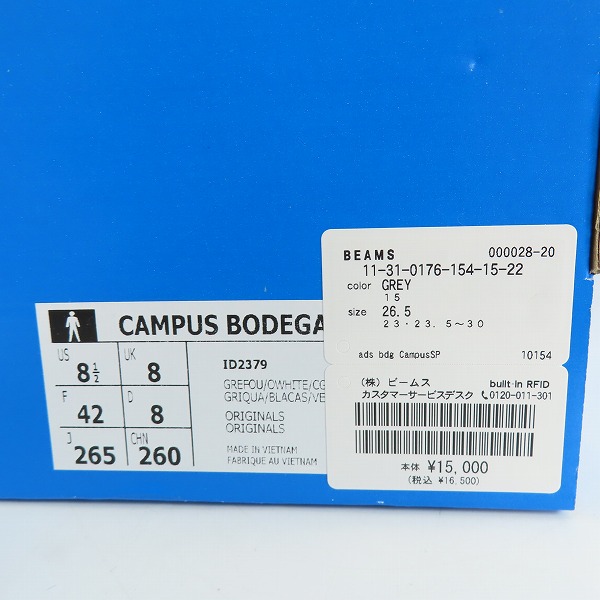 BEAMS 000028-20
11-31-0176-154-15-22
color GREY
15
size 26.5
23・23.5~30
ads bdg CampusSP 10154
(株) ビームス built-in RFID
カスタマーサービスデスク 0120-011-301
本体 ¥15,000
(税込 ¥16,500)
CAMPUS BODEGA
US 8 1/2 UK 8
F 42 D 8
J 265 CHN 260
ID2379
GREFOU/OWHITE/CG
GRIQUA/BLACAS/VE
ORIGINALS
ORIGINALS
MADE IN VIETNAM
FABRIQUE AU VIETNAM